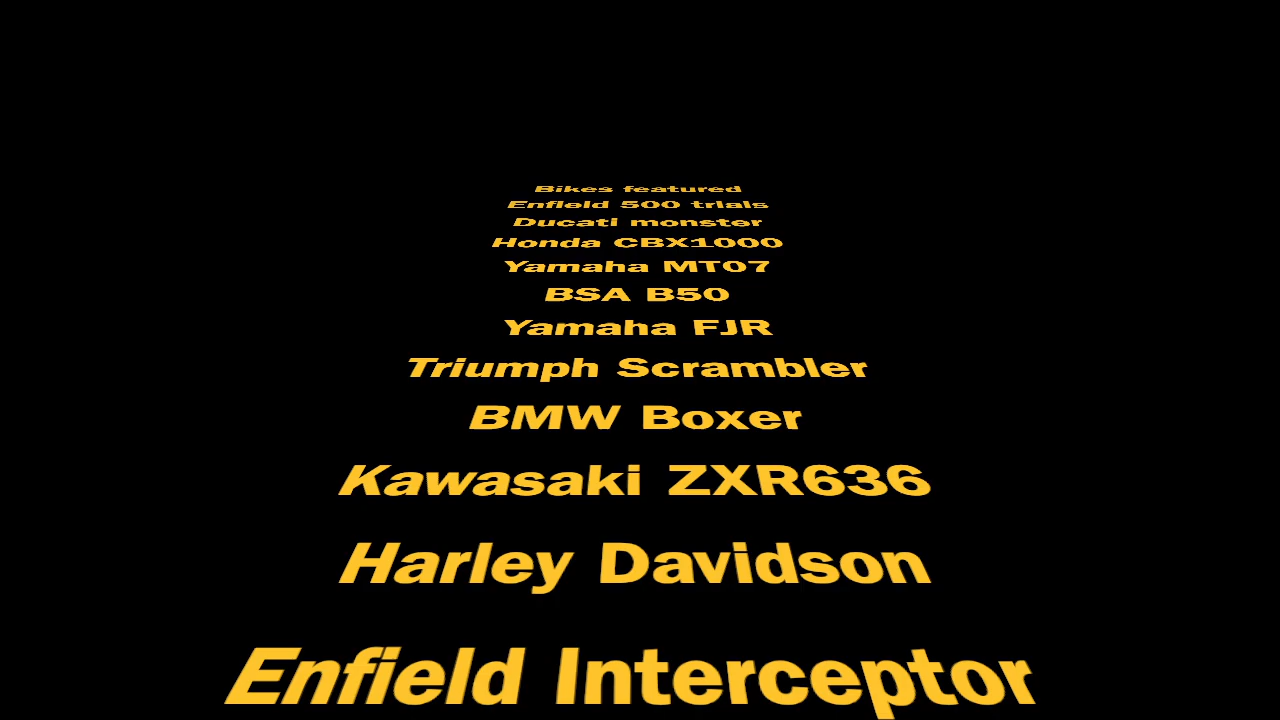 Bikes featured
Enfield 500 trials
Ducati monster
Honda CBX1000
Yamaha MT07
BSA B50
Yamaha FJR
Triumph Scrambler
BMW Boxer
Kawasaki ZXR636
Harley Davidson
Enfield Interceptor